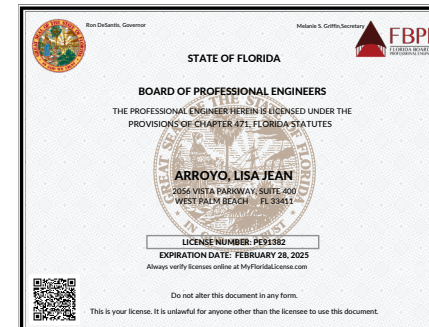 Ron DeSantis, Governor
Melanie S. Griffin,Secretary
FBPE
FLORIDA BOARD
STATE OF FLORIDA
BOARD OF PROFESSIONAL ENGINEERS
THE PROFESSIONAL ENGINEER HEREIN IS LICENSED UNDER THE
PROVISIONS OF CHAPTER 471, FLORIDA STATUTES
ARROYO, LISA JEAN
2056 VISTA PARKWAY, SUITE 400
WEST PALM BEACH FL 33411
LICENSE NUMBER: PE91382
EXPIRATION DATE: FEBRUARY 28, 2025
Always verify licenses online at MyFloridaLicense.com
Do not alter this document in any form.
This is your license. It is unlawful for anyone other than the licensee to use this document.